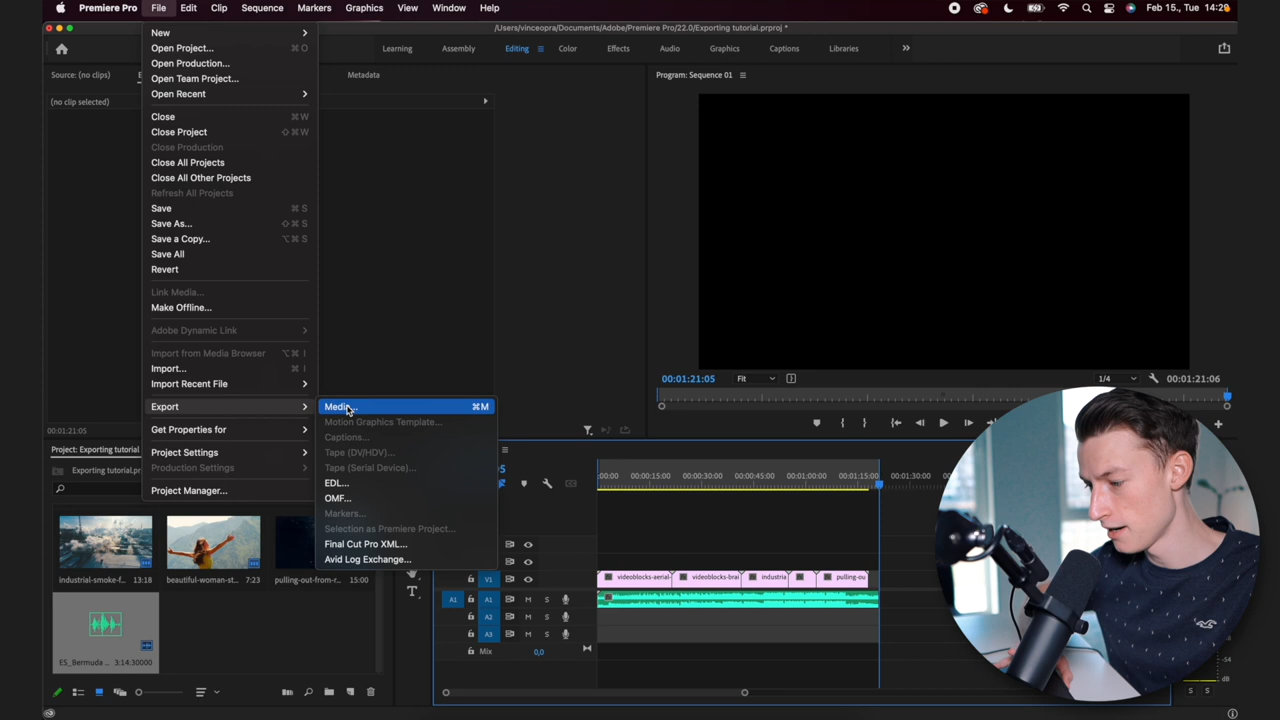 Premiere Pro File Edit Clip Sequence Markers Graphics View Window Help Feb 15., Tue 14:29
/Users/vinceopra/Documents/Adobe/Premiere Pro/22.0/Exporting tutorial.prproj *
Learning Assembly Editing Color Effects Audio Graphics Captions Libraries
Source: (no clips) Metadata Program: Sequence 01
(no clip selected)
New
Open Project... ⌘ O
Open Production...
Open Team Project...
Open Recent
Close ⌘ W
Close Project ⇧ ⌘ W
Close Production
Close All Projects
Close All Other Projects
Refresh All Projects
Save ⌘ S
Save As... ⇧ ⌘ S
Save a Copy... ⌥ ⌘ S
Save All
Revert
Link Media...
Make Offline...
Adobe Dynamic Link
Import from Media Browser ⌥ ⌘ I
Import... ⌘ I
Import Recent File
Export
Get Properties for
Project Settings
Production Settings
Project Manager...
⌘M
Motion Graphics Template...
Captions...
Tape (DV/HDV)...
Tape (Serial Device)...
EDL...
OMF...
Markers...
Selection as Premiere Project...
Final Cut Pro XML...
Avid Log Exchange...
00:01:21:05 Fit 1/4 00:01:21:06
00:01:21:05
Project: Exporting tutorial
Exporting tutorial.pr
industrial-smoke-f... 13:18 beautiful-woman-st... 7:23 pulling-out-from-r... 15:00
ES_Bermuda ... 3:14:30000
05
:00:00 00:00:15:00 00:00:30:00 00:00:45:00 00:01:00:00 00:01:15:00 00:01:30:00
V1 videoblocks-aerial- videoblocks-brai industria pulling-ou
A1 A1 M S
A2 M S
A3 M S
Mix 0,0
-54
dB
S S